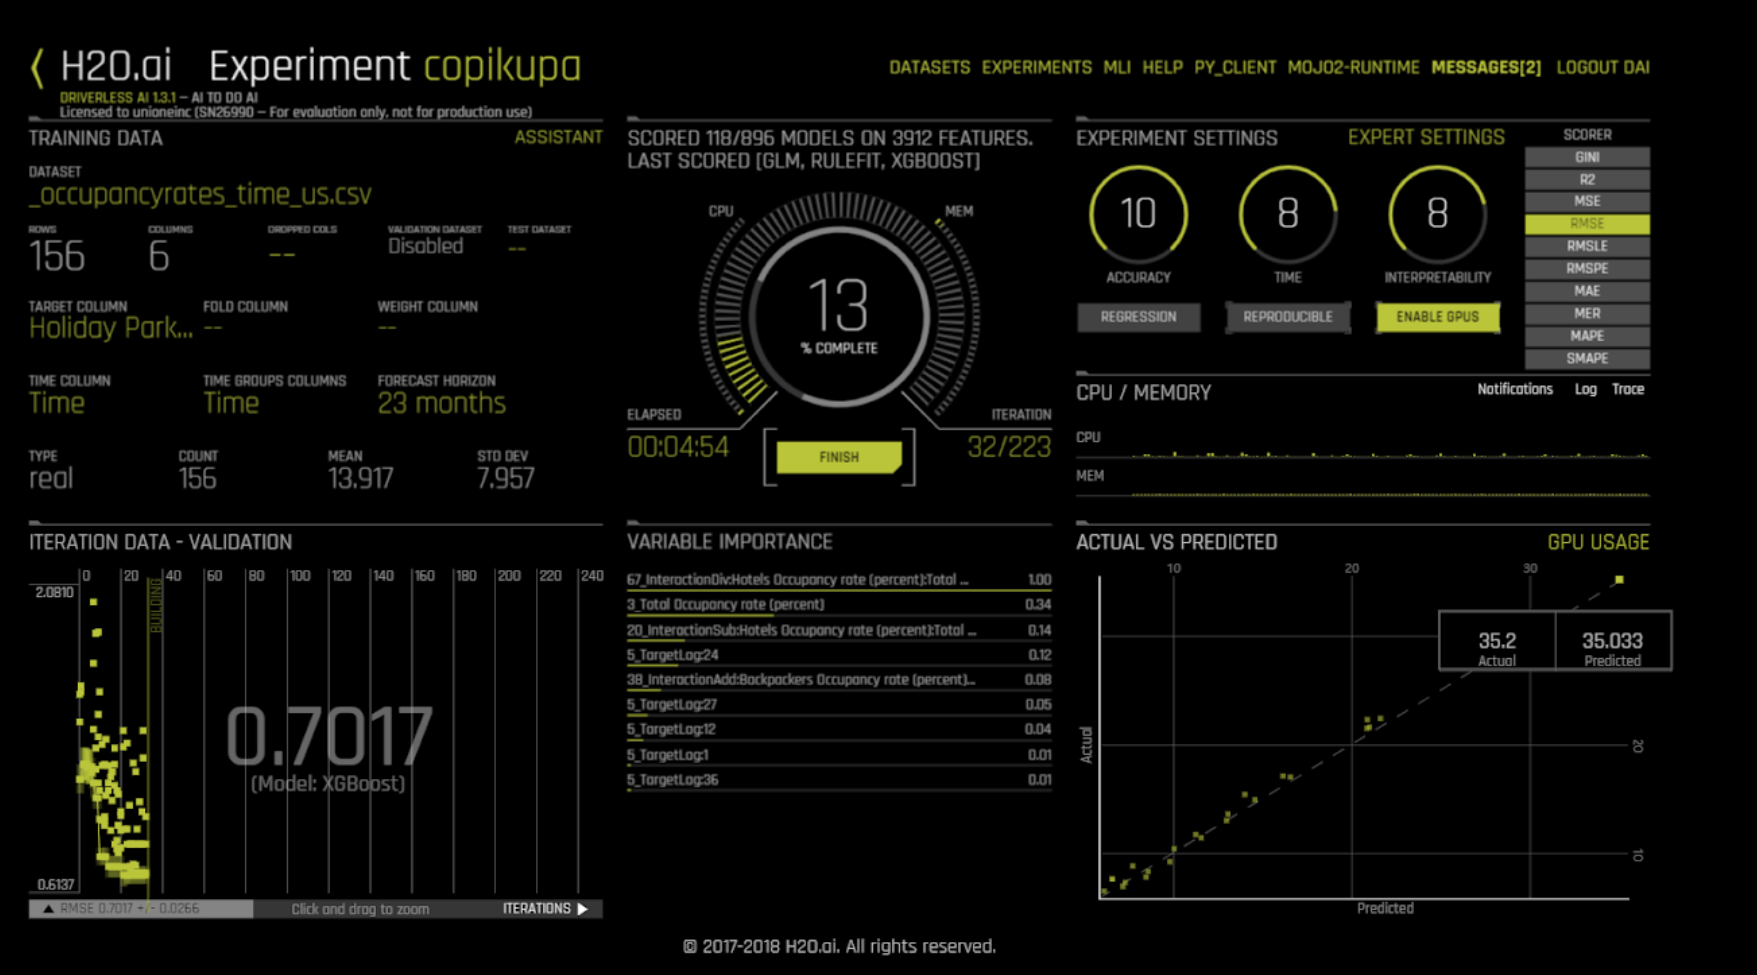 H2O.ai Experiment copikupa
DATASETS EXPERIMENTS MLI HELP PY_CLIENT MOJO2-RUNTIME MESSAGES[2] LOGOUT DAI
DRIVERLESS AI 1.3.1 – AI TO DO AI
Licensed to unioneinc (SN26990 – For evaluation only, not for production use)
TRAINING DATA ASSISTANT
DATASET
_occupancyrates_time_us.csv
ROWS COLUMNS DROPPED COLS VALIDATION DATASET TEST DATASET
156 6 -- Disabled --
TARGET COLUMN FOLD COLUMN WEIGHT COLUMN
Holiday Park... -- --
TIME COLUMN TIME GROUPS COLUMNS FORECAST HORIZON
Time Time 23 months
TYPE COUNT MEAN STD DEV
real 156 13.917 7.957
SCORED 118/896 MODELS ON 3912 FEATURES.
LAST SCORED [GLM, RULEFIT, XGBOOST]
CPU MEM
13
% COMPLETE
ELAPSED ITERATION
00:04:54 FINISH 32/223
EXPERIMENT SETTINGS EXPERT SETTINGS
10 8 8
ACCURACY TIME INTERPRETABILITY
REGRESSION REPRODUCIBLE ENABLE GPUS
SCORER
GINI
R2
MSE
RMSE
RMSLE
RMSPE
MAE
MER
MAPE
SMAPE
CPU / MEMORY Notifications Log Trace
CPU
MEM
ITERATION DATA - VALIDATION
0 20 40 60 80 100 120 140 160 180 200 220 240
2.0810
BUILDING
0.7017
(Model: XGBoost)
0.6137
RMSE 0.7017 +/- 0.0266 Click and drag to zoom ITERATIONS
VARIABLE IMPORTANCE
67_InteractionDiv:Hotels Occupancy rate (percent):Total ... 1.00
3_Total Occupancy rate (percent) 0.34
20_InteractionSub:Hotels Occupancy rate (percent):Total ... 0.14
5_TargetLag:24 0.12
38_InteractionAdd:Backpackers Occupancy rate (percent)... 0.08
5_TargetLag:27 0.05
5_TargetLag:12 0.04
5_TargetLag:1 0.01
5_TargetLag:36 0.01
ACTUAL VS PREDICTED GPU USAGE
10 20 30
35.2 35.033
Actual Predicted
Actual
20
10
Predicted
© 2017-2018 H2O.ai. All rights reserved.